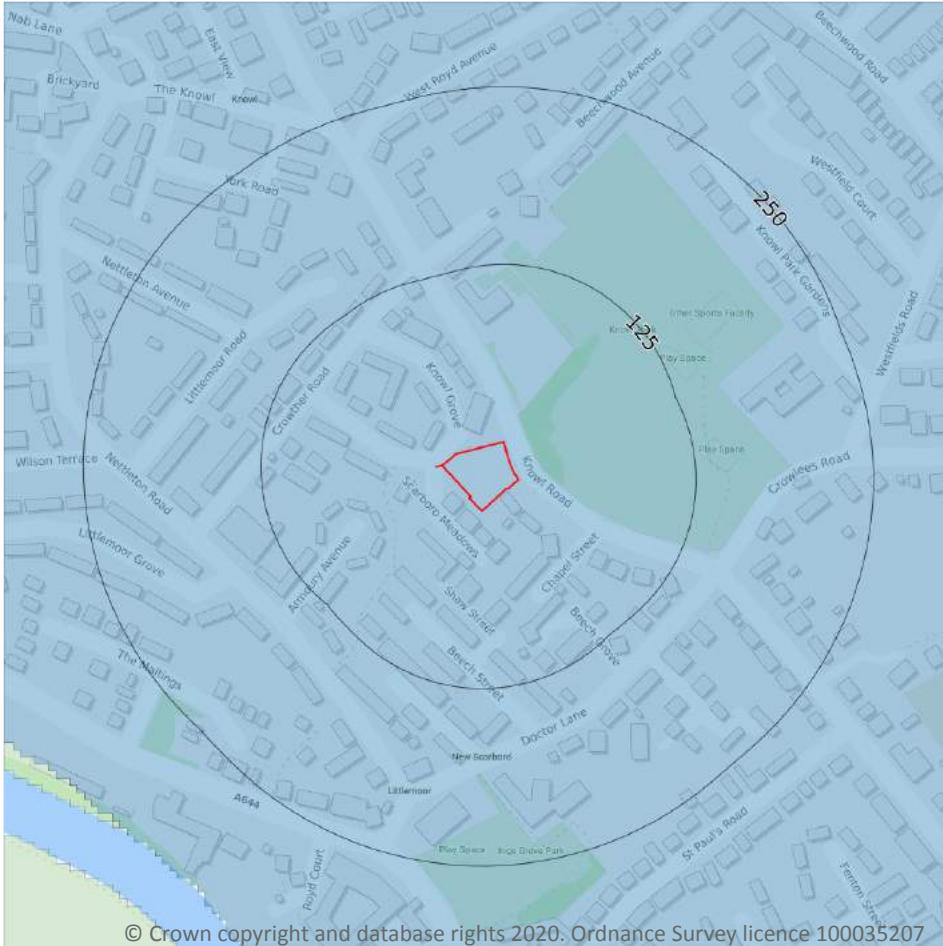 Nab Lane
East View
Brickyard
The Knowl
Knowl
West Royd Avenue
Beechwood Avenue
Beechwood Road
York Road
Westfield Court
250
Knowl Park Gardens
Nettleton Avenue
Littlemoor Road
Other Sports Facility
125
Play Space
Westfields Road
Knowl Grove
Crowther Road
Play Space
Wilson Terrace
Nettleton Road
Knowl Road
Crowlees Road
Scarboro Meadows
Littlemoor Grove
Armoury Avenue
Chapel Street
Shaw Street
Beech Grove
Beech Street
The Maltings
Doctor Lane
New Scarboro
Littlemoor
A644
St Paul's Road
Play Space
Ings Grove Park
Royd Court
Fenton Street
© Crown copyright and database rights 2020. Ordnance Survey licence 100035207